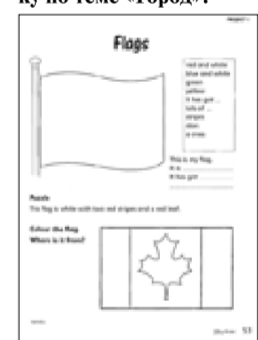 ку по теме «Город».
Flags
red and white
blue and white
green
yellow
it has got ...
lots of ...
stripes
stars
a cross
This is my flag.
It is
It has got
Puzzle
This flag is white with two red stripes and a red leaf.
Colour the flag.
Where is it from?
53